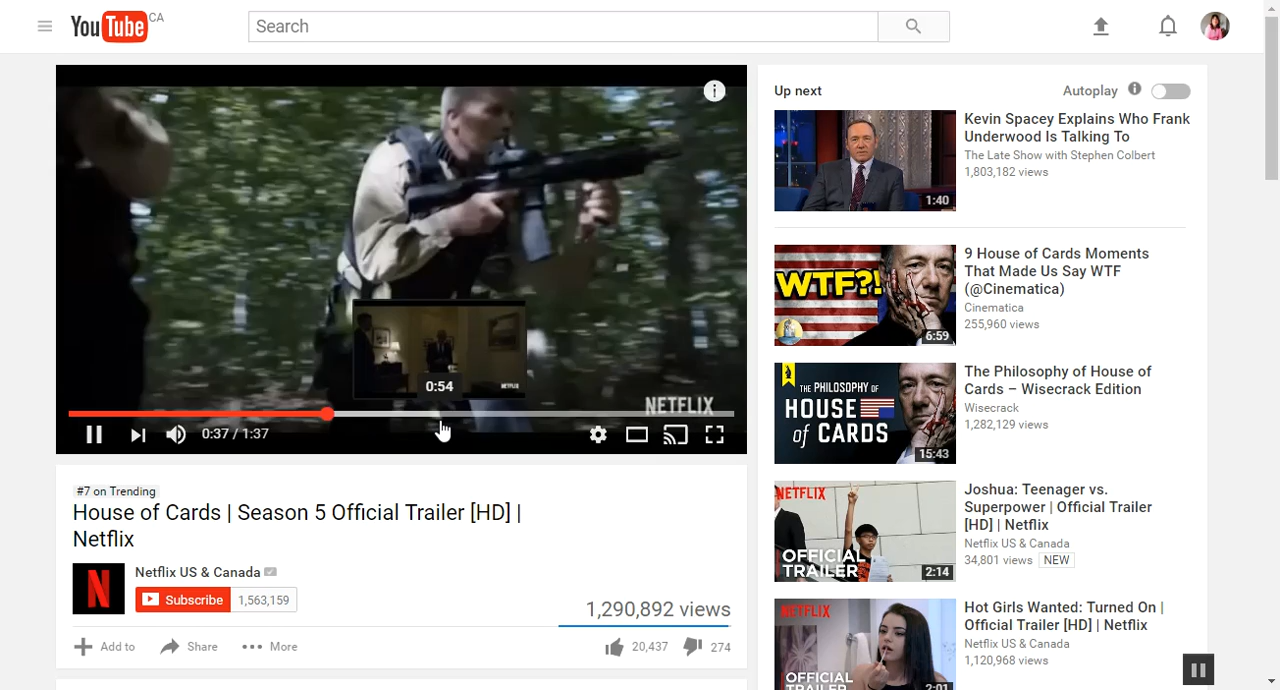 YouTube CA
Search
NETFLIX
0:54
NETFLIX
0:37 / 1:37
#7 on Trending
House of Cards | Season 5 Official Trailer [HD] |
Netflix
N
Netflix US & Canada
Subscribe 1,563,159
1,290,892 views
Add to Share More 20,437 274
Up next Autoplay
1:40
Kevin Spacey Explains Who Frank
Underwood Is Talking To
The Late Show with Stephen Colbert
1,803,182 views
WTF?!
6:59
9 House of Cards Moments
That Made Us Say WTF
(@Cinematica)
Cinematica
255,960 views
THE PHILOSOPHY OF
HOUSE
of CARDS
15:43
The Philosophy of House of
Cards – Wisecrack Edition
Wisecrack
1,282,129 views
NETFLIX
OFFICIAL
TRAILER
2:14
Joshua: Teenager vs.
Superpower | Official Trailer
[HD] | Netflix
Netflix US & Canada
34,801 views NEW
NETFLIX
OFFICIAL
TRAILER
2:01
Hot Girls Wanted: Turned On |
Official Trailer [HD] | Netflix
Netflix US & Canada
1,120,968 views